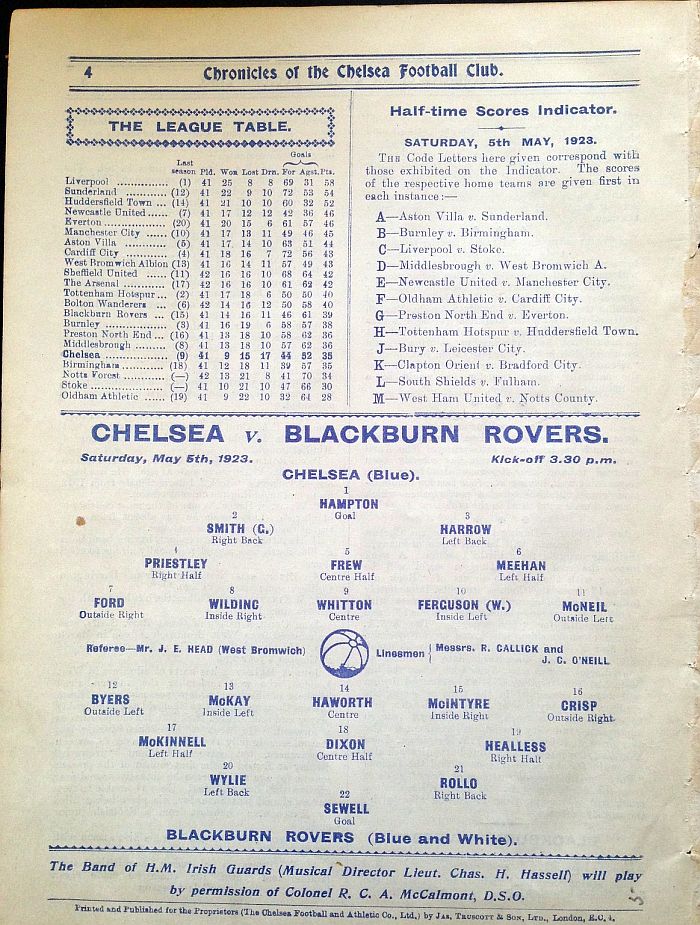 4 Chronicles of the Chelsea Football Club.
THE LEAGUE TABLE.
Goals
Last season Pld. Won Lost Drn. For Agst. Pts.
Liverpool ............... (1) 41 25 8 8 69 31 58
Sunderland ............... (12) 41 22 9 10 72 53 54
Huddersfield Town ... (14) 41 21 10 10 60 32 52
Newcastle United ...... (7) 41 17 12 12 42 36 46
Everton ............... (20) 41 20 15 6 61 57 46
Manchester City ...... (10) 41 17 13 11 49 46 45
Aston Villa ............ (5) 41 17 14 10 63 51 44
Cardiff City ............ (4) 41 18 16 7 72 56 43
West Bromwich Albion (13) 41 16 14 11 57 49 43
Sheffield United ...... (11) 42 16 16 10 68 64 42
The Arsenal ............ (17) 42 16 16 10 61 62 42
Tottenham Hotspur... (2) 41 17 18 6 50 50 40
Bolton Wanderers ... (6) 42 14 16 12 50 58 40
Blackburn Rovers ... (15) 41 14 16 11 46 61 39
Burnley ............... (3) 41 16 19 6 58 57 38
Preston North End ... (16) 41 13 18 10 58 62 36
Middlesbrough ......... (8) 41 13 18 10 57 62 36
Chelsea ............... (9) 41 9 15 17 44 52 35
Birmingham ............ (18) 41 12 18 11 39 57 35
Notts Forest ............ (—) 42 13 21 8 41 70 34
Stoke .................. (—) 41 10 21 10 47 66 30
Oldham Athletic ...... (19) 41 9 22 10 32 64 28
Half-time Scores Indicator.
SATURDAY, 5th MAY, 1923.
THE Code Letters here given correspond with
those exhibited on the Indicator. The scores
of the respective home teams are given first in
each instance:—
A—Aston Villa v. Sunderland.
B—Burnley v. Birmingham.
C—Liverpool v. Stoke.
D—Middlesbrough v. West Bromwich A.
E—Newcastle United v. Manchester City.
F—Oldham Athletic v. Cardiff City.
G—Preston North End v. Everton.
H—Tottenham Hotspur v. Huddersfield Town.
J—Bury v. Leicester City.
K—Clapton Orient v. Bradford City.
L—South Shields v. Fulham.
M—West Ham United v. Notts County.
CHELSEA v. BLACKBURN ROVERS.
Saturday, May 5th, 1923. Kick-off 3.30 p.m.
CHELSEA (Blue).
1
HAMPTON
Goal
2 3
SMITH (C.) HARROW
Right Back Left Back
4 5 6
PRIESTLEY FREW MEEHAN
Right Half Centre Half Left Half
7 8 9 10 11
FORD WILDING WHITTON FERGUSON (W.) McNEIL
Outside Right Inside Right Centre Inside Left Outside Left
Referee—Mr. J. E. HEAD (West Bromwich) Linesmen { Messrs. R. CALLICK and
J. C. O'NEILL
12 13 14 15 16
BYERS McKAY HAWORTH McINTYRE CRISP
Outside Left Inside Left Centre Inside Right Outside Right
17 18 19
McKINNELL DIXON HEALLESS
Left Half Centre Half Right Half
20 21
WYLIE ROLLO
Left Back Right Back
22
SEWELL
Goal
BLACKBURN ROVERS (Blue and White).
The Band of H.M. Irish Guards (Musical Director Lieut. Chas. H. Hassell) will play
by permission of Colonel R. C. A. McCalmont, D.S.O.
Printed and Published for the Proprietors (The Chelsea Football and Athletic Co., Ltd.) by JAS. TRUSCOTT & SON, LTD., London, E.C. 4.